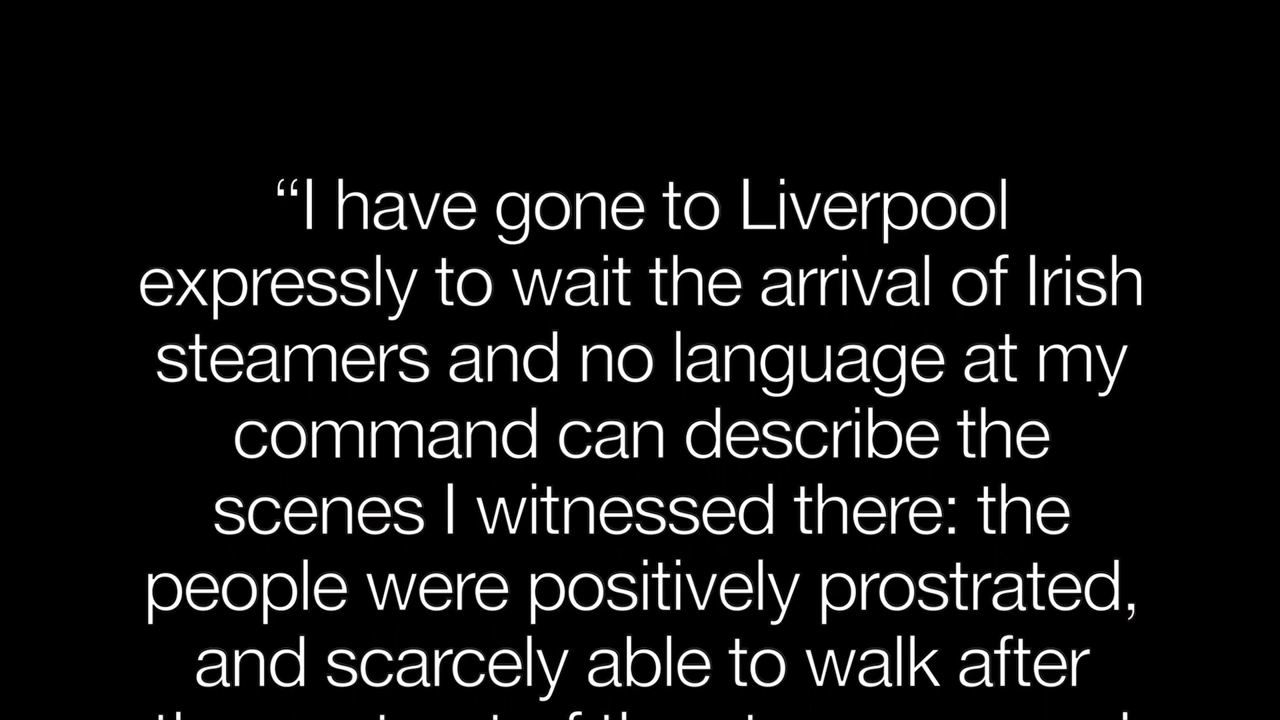 “I have gone to Liverpool
expressly to wait the arrival of Irish
steamers and no language at my
command can describe the
scenes I witnessed there: the
people were positively prostrated,
and scarcely able to walk after